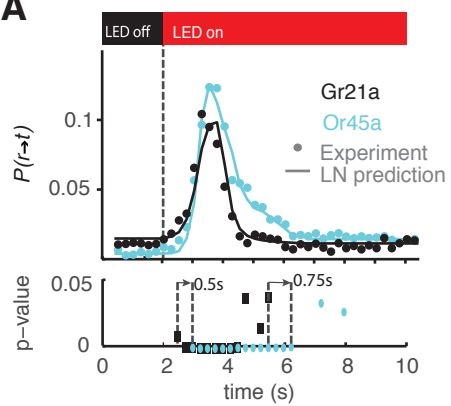 A
LED off
LED on
P(r→t)
0.1
0.05
Gr21a
Or45a
Experiment
LN prediction
p-value
0.05
0
0.5s
0.75s
0 2 4 6 8 10
time (s)